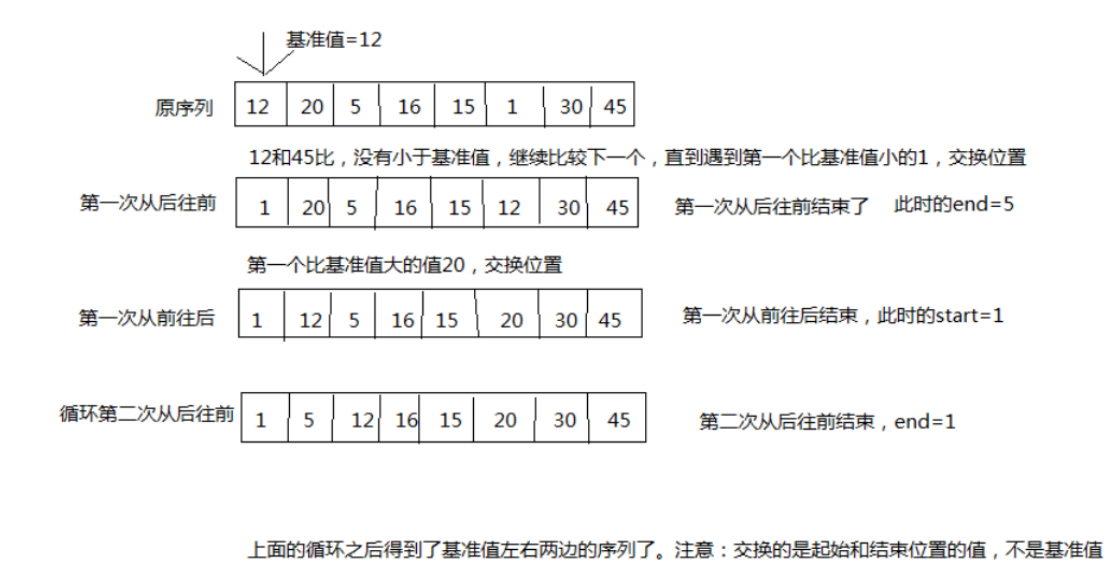 基准值=12
原序列 12 20 5 16 15 1 30 45
12和45比，没有小于基准值，继续比较下一个，直到遇到第一个比基准值小的1，交换位置
第一次从后往前 1 20 5 16 15 12 30 45 第一次从后往前结束了 此时的end=5
第一个比基准值大的值20，交换位置
第一次从前往后 1 12 5 16 15 20 30 45 第一次从前往后结束，此时的start=1
循环第二次从后往前 1 5 12 16 15 20 30 45 第二次从后往前结束，end=1
上面的循环之后得到了基准值左右两边的序列了。注意：交换的是起始和结束位置的值，不是基准值